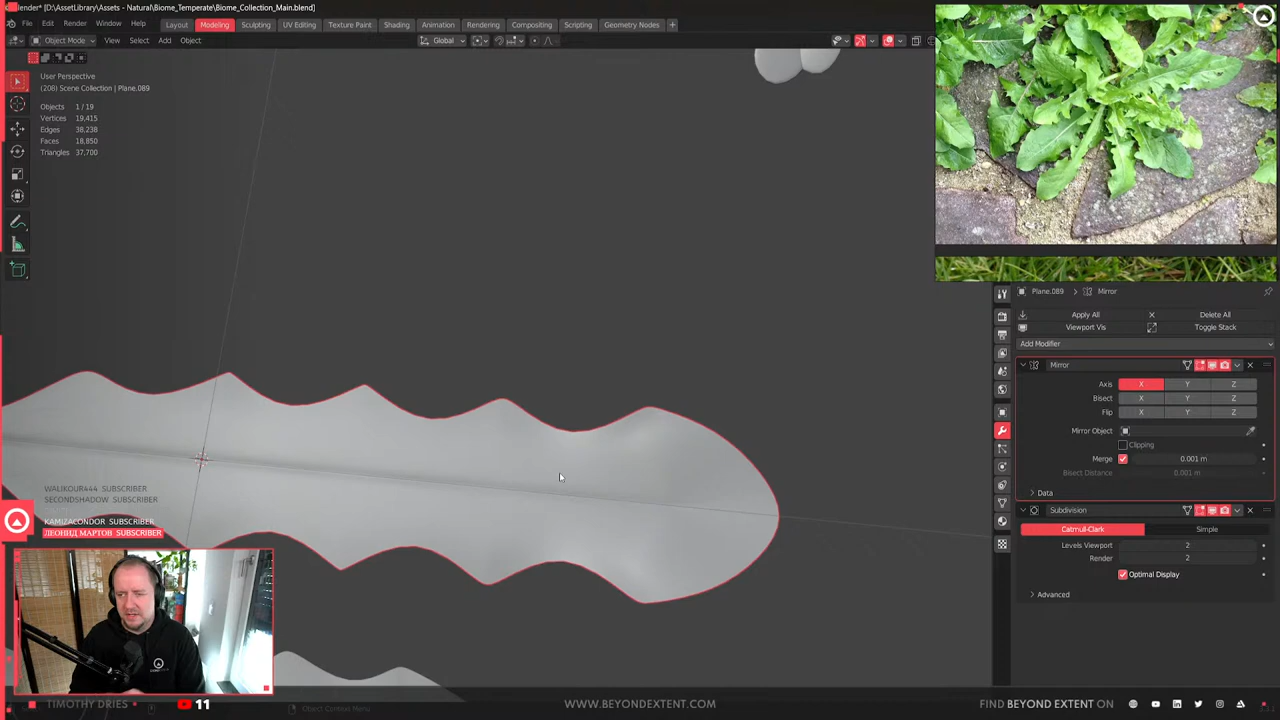 Blender* [D:\AssetLibrary\Assets - Natural\Biome_Temperate\Biome_Collection_Main.blend]
File Edit Render Window Help Layout Modeling Sculpting UV Editing Texture Paint Shading Animation Rendering Compositing Scripting Geometry Nodes +
Object Mode View Select Add Object Global
User Perspective
(208) Scene Collection | Plane.089
Objects 1 / 19
Vertices 19,415
Edges 38,238
Faces 18,850
Triangles 37,700
Plane.089 > Mirror
Apply All Delete All
Viewport Vis Toggle Stack
Add Modifier
Mirror
Axis X Y Z
Bisect X Y Z
Flip X Y Z
Mirror Object
Clipping
Merge 0.001 m
Bisect Distance 0.001 m
Data
Subdivision
Catmull-Clark Simple
Levels Viewport 2
Render 2
Optimal Display
Advanced
WALIKOUR444 SUBSCRIBER
SECONDSHADOW SUBSCRIBER
KAMIZACONDOR SUBSCRIBER
ЛЕОНИД МАРТОВ SUBSCRIBER
Object Context Menu
TIMOTHY DRIES 11 WWW.BEYONDEXTENT.COM FIND BEYOND EXTENT ON